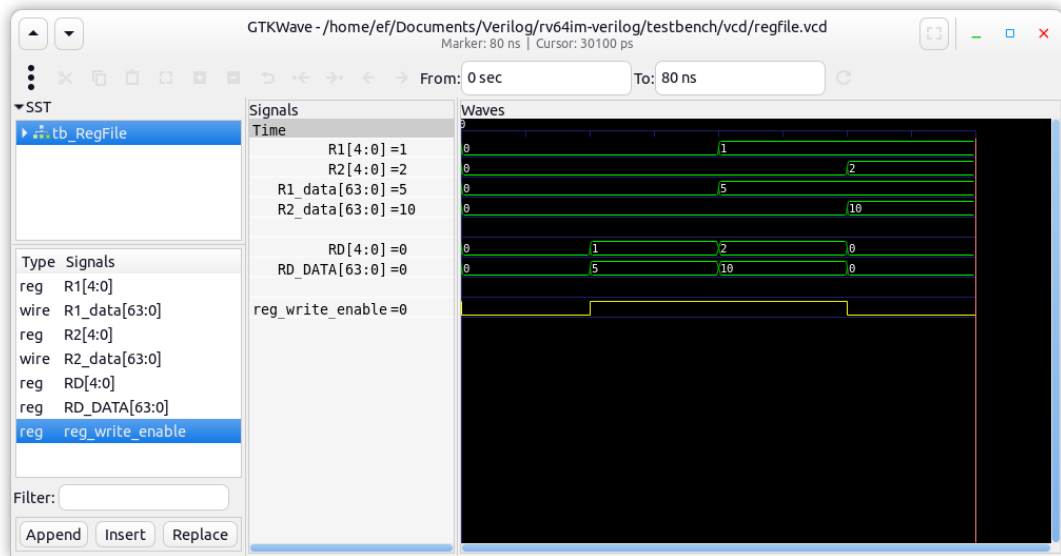 GTKWave - /home/ef/Documents/Verilog/rv64im-verilog/testbench/vcd/regfile.vcd
Marker: 80 ns | Cursor: 30100 ps
From: 0 sec To: 80 ns
SST
tb_RegFile
Type Signals
reg R1[4:0]
wire R1_data[63:0]
reg R2[4:0]
wire R2_data[63:0]
reg RD[4:0]
reg RD_DATA[63:0]
reg reg_write_enable
Filter:
Append Insert Replace
Signals
Time
R1[4:0] =1
R2[4:0] =2
R1_data[63:0] =5
R2_data[63:0] =10
RD[4:0] =0
RD_DATA[63:0] =0
reg_write_enable =0
Waves
0
0 1
0 2
0 5
0 10
0 1 2 0
0 5 10 0